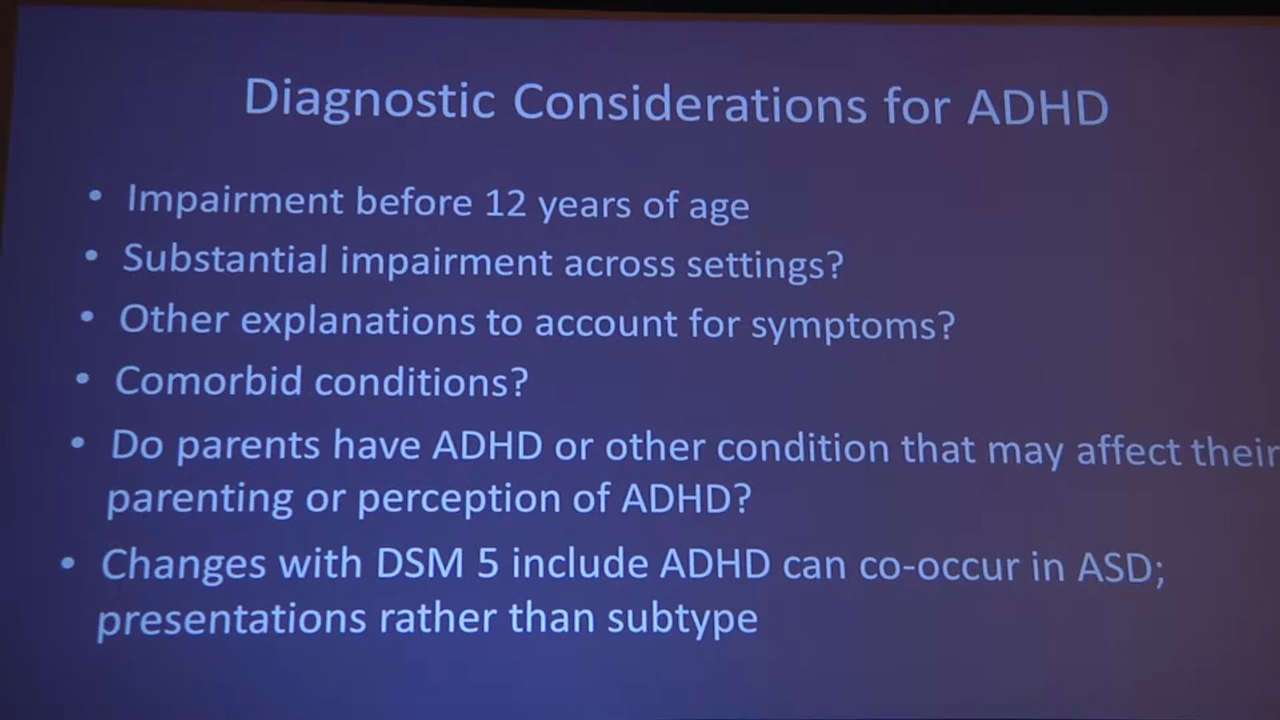 Diagnostic Considerations for ADHD
• Impairment before 12 years of age
• Substantial impairment across settings?
• Other explanations to account for symptoms?
• Comorbid conditions?
• Do parents have ADHD or other condition that may affect their
parenting or perception of ADHD?
• Changes with DSM 5 include ADHD can co-occur in ASD;
presentations rather than subtype